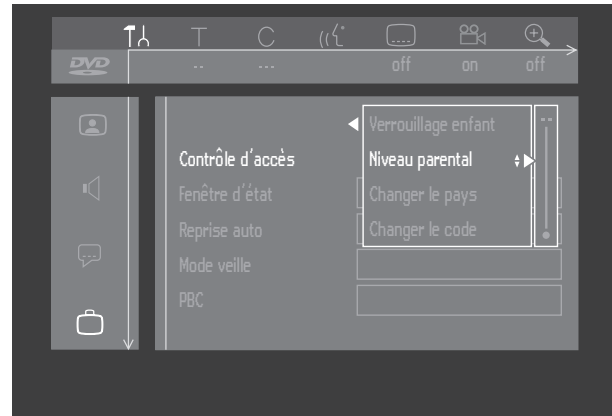 T C
DVD -- --- off on off
Verrouillage enfant --
Contrôle d'accès Niveau parental
Fenêtre d'état Changer le pays
Reprise auto Changer le code
Mode veille
PBC